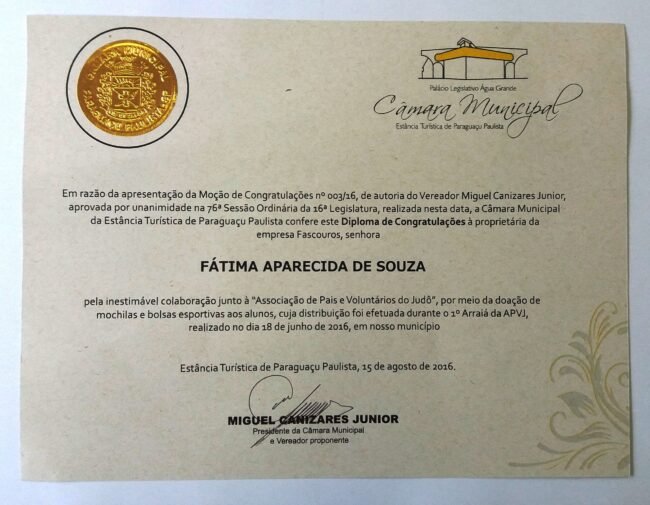 CÂMARA MUNICIPAL
Palácio Legislativo Água Grande
Câmara Municipal
Estância Turística de Paraguaçu Paulista
Em razão da apresentação da Moção de Congratulações nº 003/16, de autoria do Vereador Miguel Canizares Junior,
aprovada por unanimidade na 76ª Sessão Ordinária da 16ª Legislatura, realizada nesta data, a Câmara Municipal
da Estância Turística de Paraguaçu Paulista confere este Diploma de Congratulações à proprietária da
empresa Fascouros, senhora
FÁTIMA APARECIDA DE SOUZA
pela inestimável colaboração junto à "Associação de Pais e Voluntários do Judô", por meio da doação de
mochilas e bolsas esportivas aos alunos, cuja distribuição foi efetuada durante o 1º Arraiá da APVJ,
realizado no dia 18 de junho de 2016, em nosso município
Estância Turística de Paraguaçu Paulista, 15 de agosto de 2016.
MIGUEL CANIZARES JUNIOR
Presidente da Câmara Municipal
e Vereador proponente